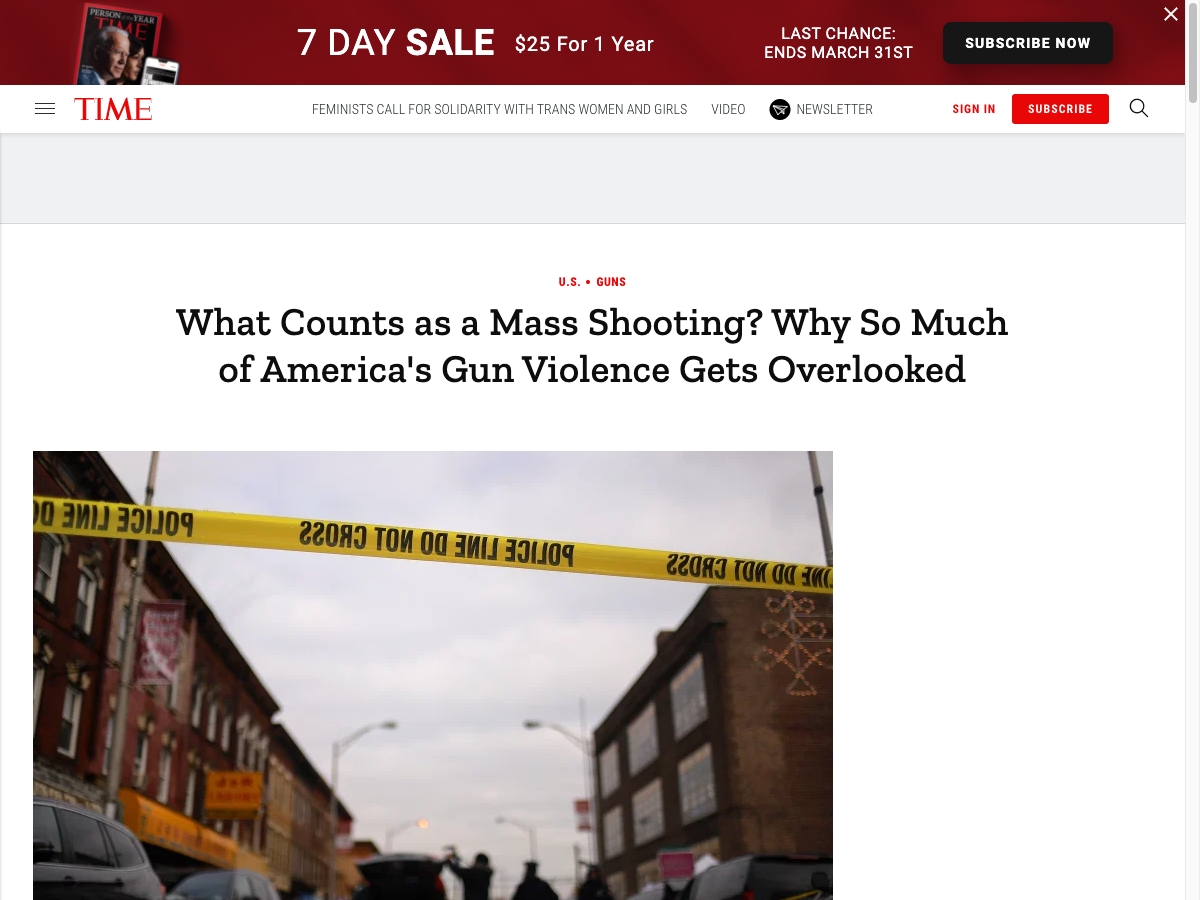 PERSON of the YEAR
TIME
7 DAY SALE $25 For 1 Year
LAST CHANCE:
ENDS MARCH 31ST
SUBSCRIBE NOW
TIME
FEMINISTS CALL FOR SOLIDARITY WITH TRANS WOMEN AND GIRLS
VIDEO
NEWSLETTER
SIGN IN
SUBSCRIBE
U.S. • GUNS
What Counts as a Mass Shooting? Why So Much
of America's Gun Violence Gets Overlooked
POLICE LINE DO
POLICE LINE DO NOT CROSS
LINE DO NOT CROSS